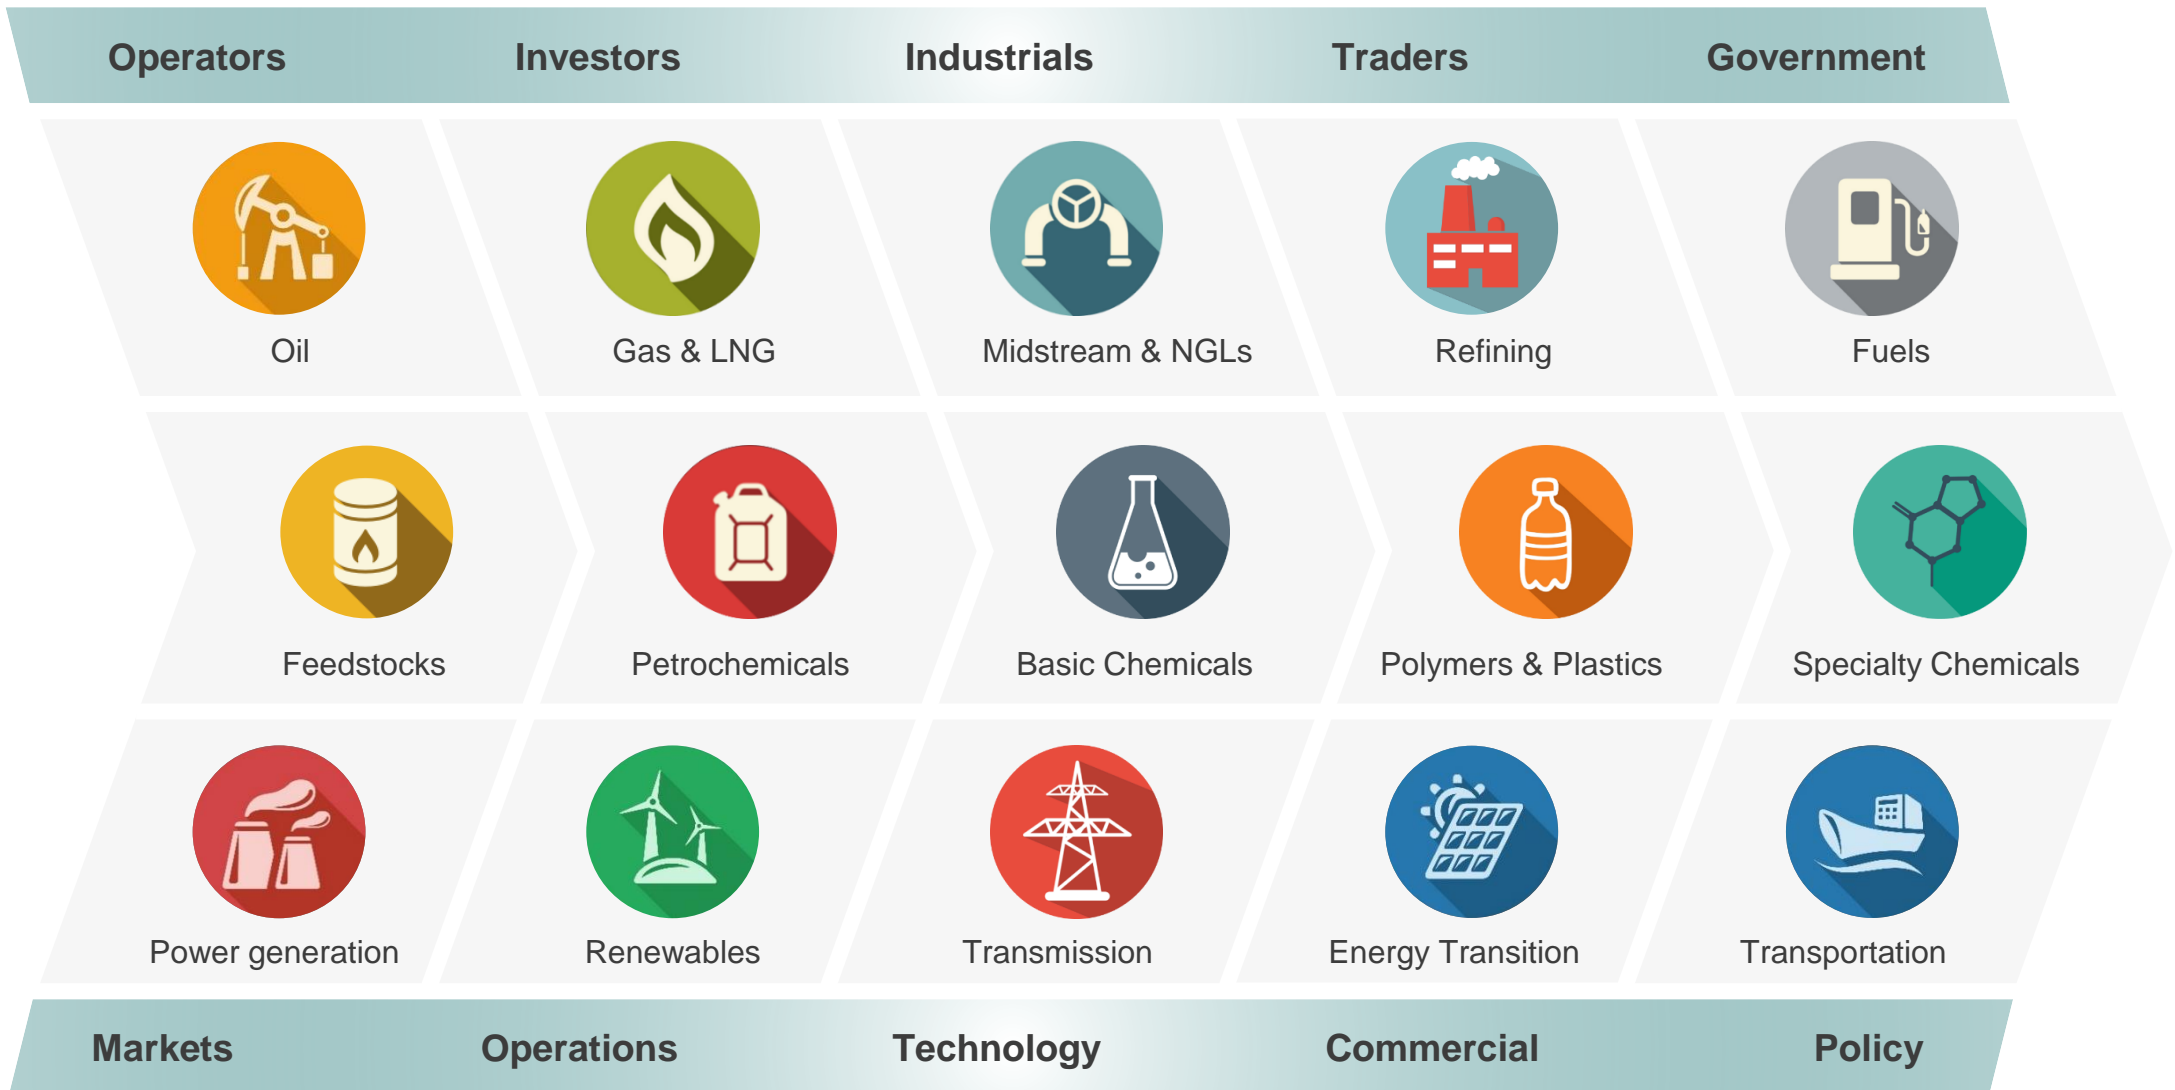 Operators Investors Industrials Traders Government
Oil Gas & LNG Midstream & NGLs Refining Fuels
Feedstocks Petrochemicals Basic Chemicals Polymers & Plastics Specialty Chemicals
Power generation Renewables Transmission Energy Transition Transportation
Markets Operations Technology Commercial Policy